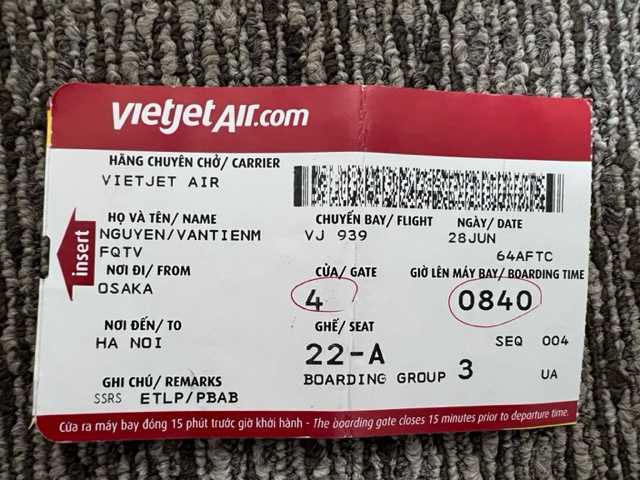 vietjetAir.com
HÃNG CHUYÊN CHỞ/ CARRIER
VIETJET AIR
HỌ VÀ TÊN/ NAME
NGUYEN/VANTIENM
FQTV
CHUYẾN BAY/ FLIGHT
VJ 939
NGÀY/ DATE
28JUN
64AFTC
insert
NƠI ĐI/ FROM
OSAKA
CỬA/ GATE
4
GIỜ LÊN MÁY BAY/ BOARDING TIME
0840
NƠI ĐẾN/ TO
HA NOI
GHẾ/ SEAT
22-A
SEQ 004
BOARDING GROUP 3
UA
GHI CHÚ/ REMARKS
SSRS ETLP/PBAB
Cửa ra máy bay đóng 15 phút trước giờ khởi hành - The boarding gate closes 15 minutes prior to departure time.